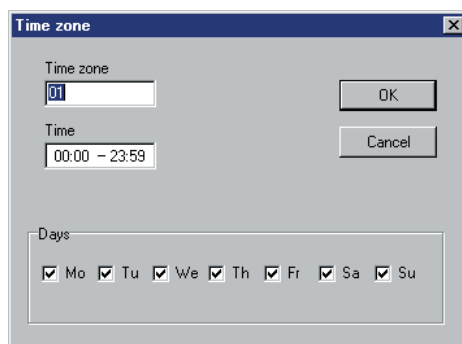 Time zone
Time zone
01
OK
Time
00:00 – 23:59
Cancel
Days
Mo Tu We Th Fr Sa Su